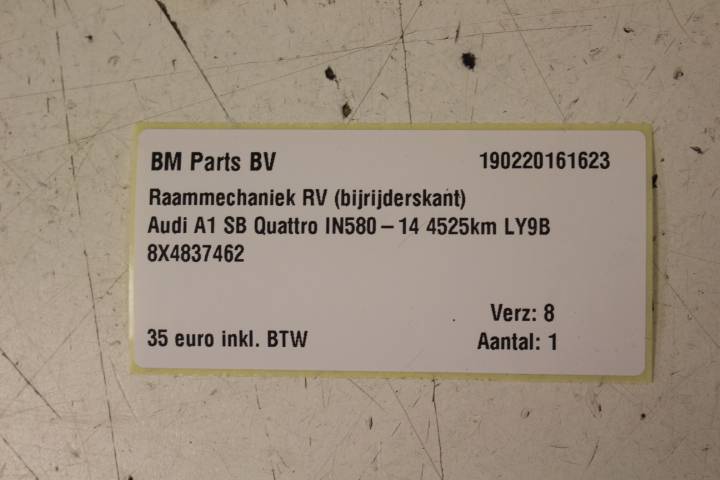 BM Parts BV 190220161623
Raammechaniek RV (bijrijderskant)
Audi A1 SB Quattro IN580 – 14 4525km LY9B
8X4837462
Verz: 8
35 euro inkl. BTW Aantal: 1